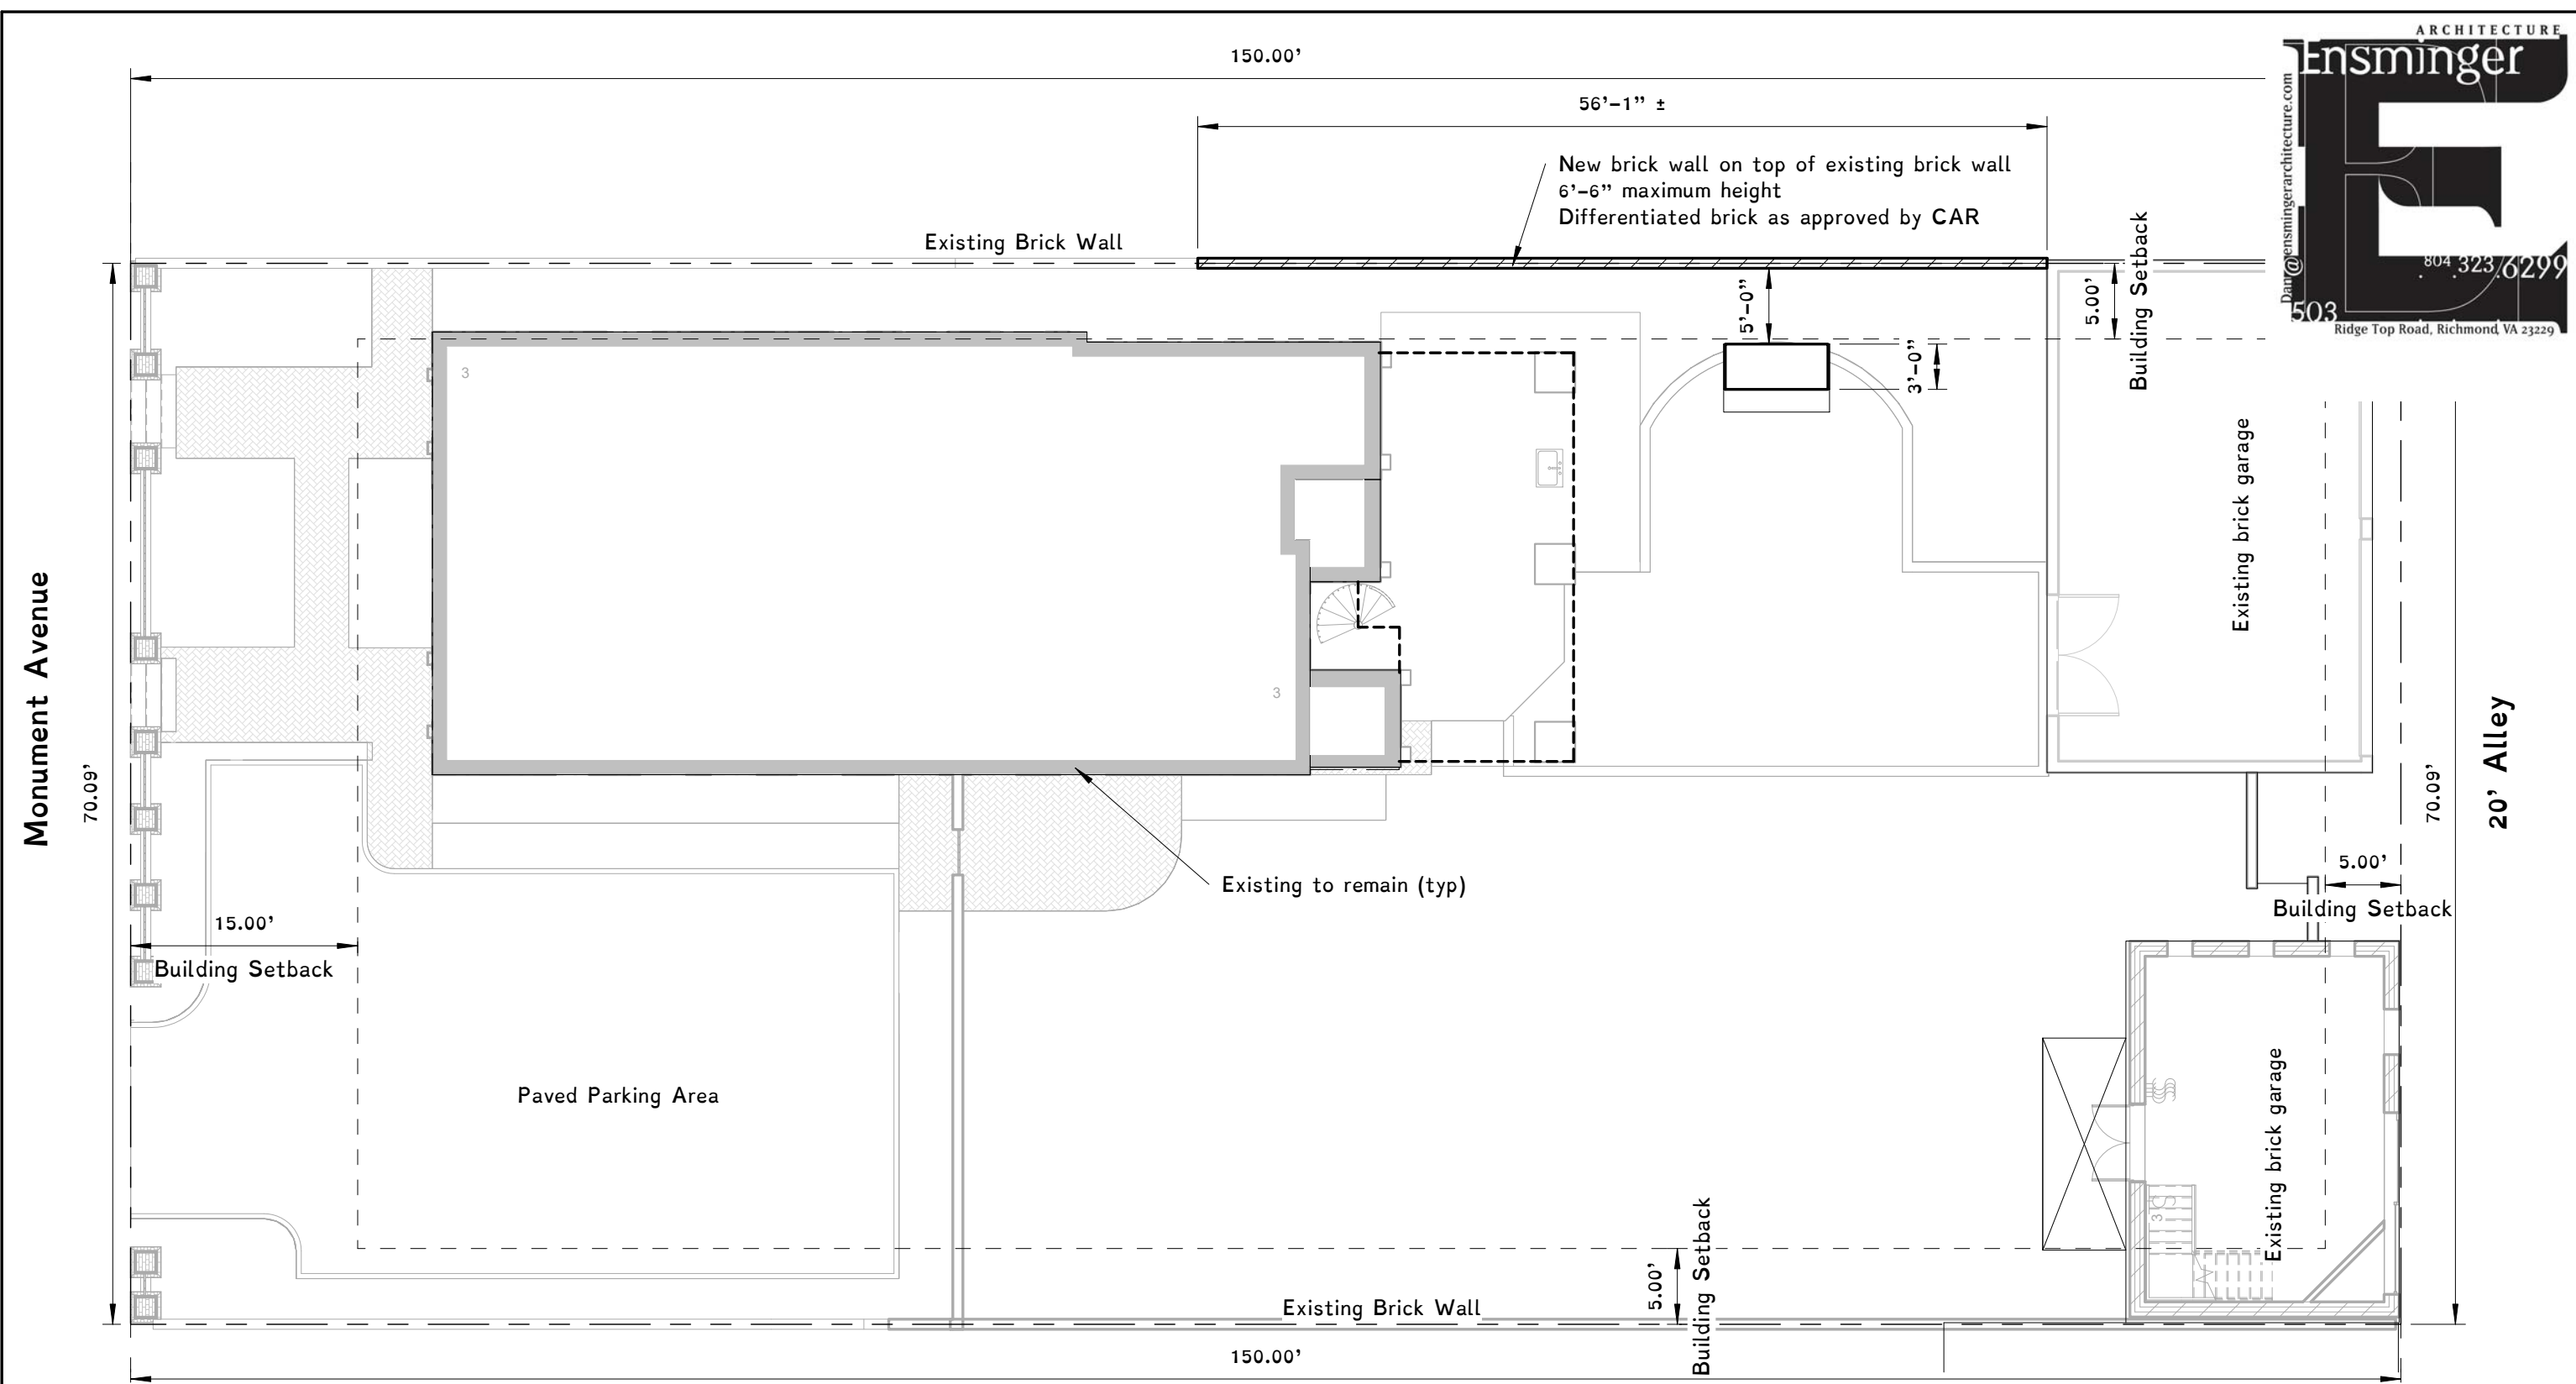 150.00’
ARCHITECTURE
Ensminger
Dan@ensmingerarchitecture.com
804.323.6299
503
Ridge Top Road, Richmond, VA 23229
56’-1” ±
New brick wall on top of existing brick wall
6’-6” maximum height
Differentiated brick as approved by CAR
Existing Brick Wall
5’-0”
5.00’
Building Setback
3’-0”
3
Existing brick garage
Monument Avenue
70.09’
3
70.09’
20’ Alley
5.00’
Building Setback
Existing to remain (typ)
15.00’
Building Setback
Paved Parking Area
Existing brick garage
3
5.00’
Building Setback
Existing Brick Wall
150.00’